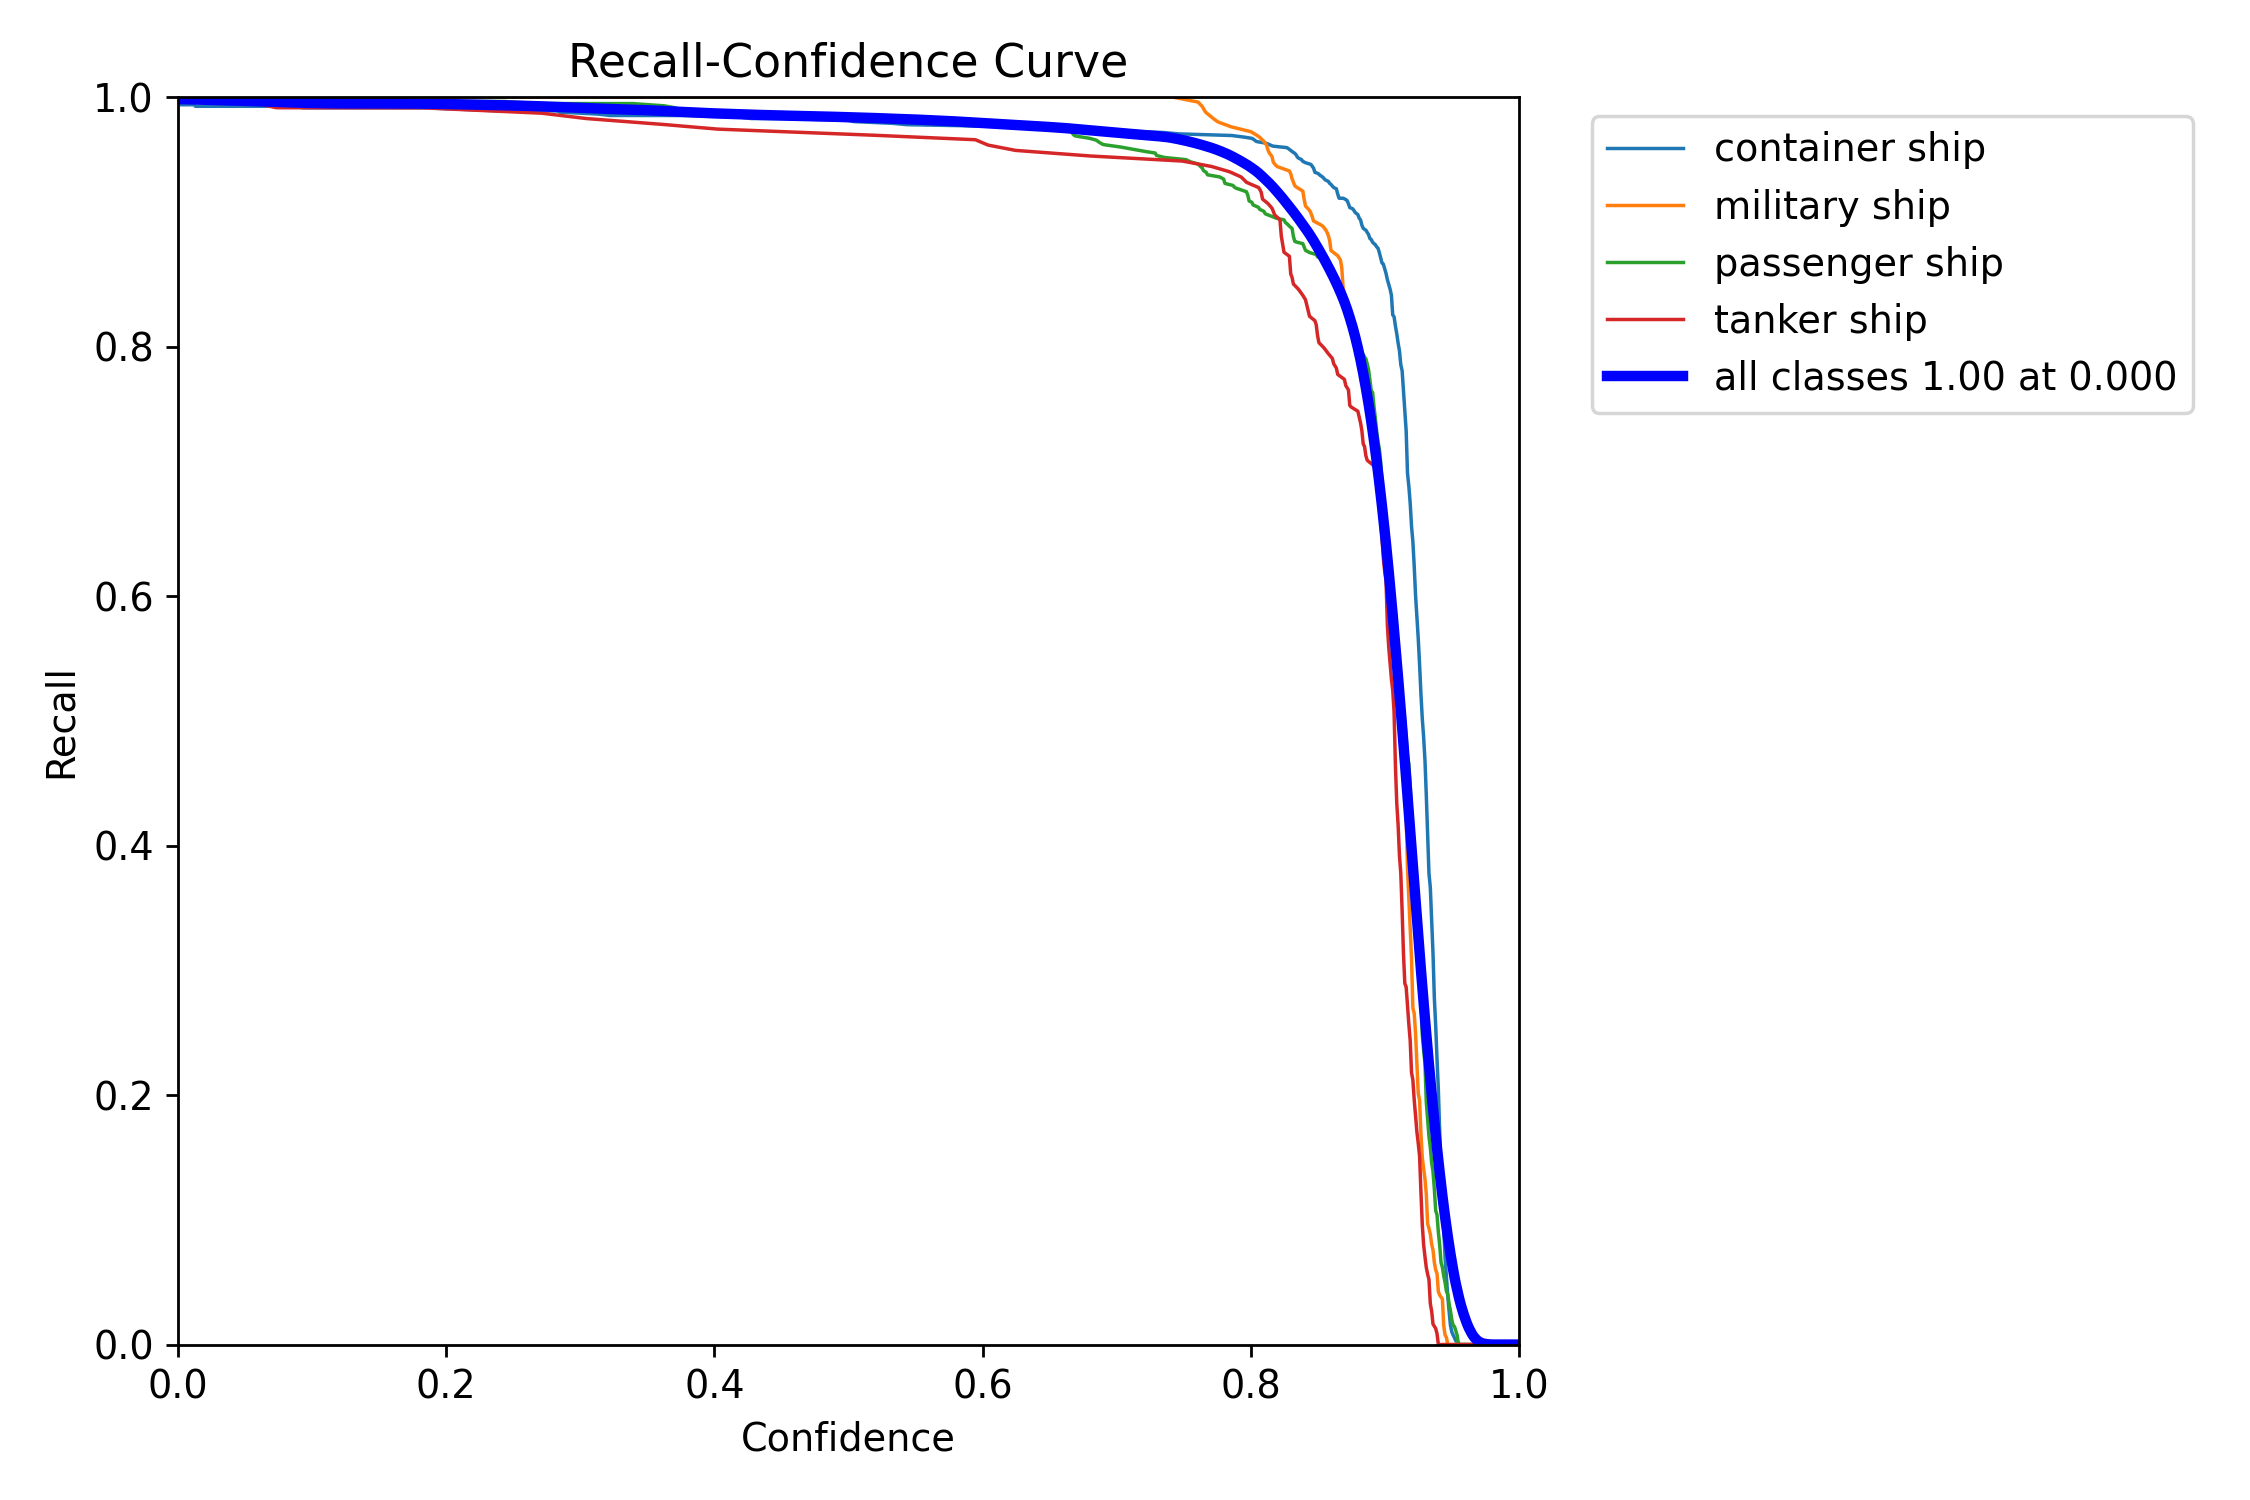 Recall-Confidence Curve
1.0
0.8
0.6
0.4
0.2
0.0
Recall
0.0 0.2 0.4 0.6 0.8 1.0
Confidence
container ship
military ship
passenger ship
tanker ship
all classes 1.00 at 0.000